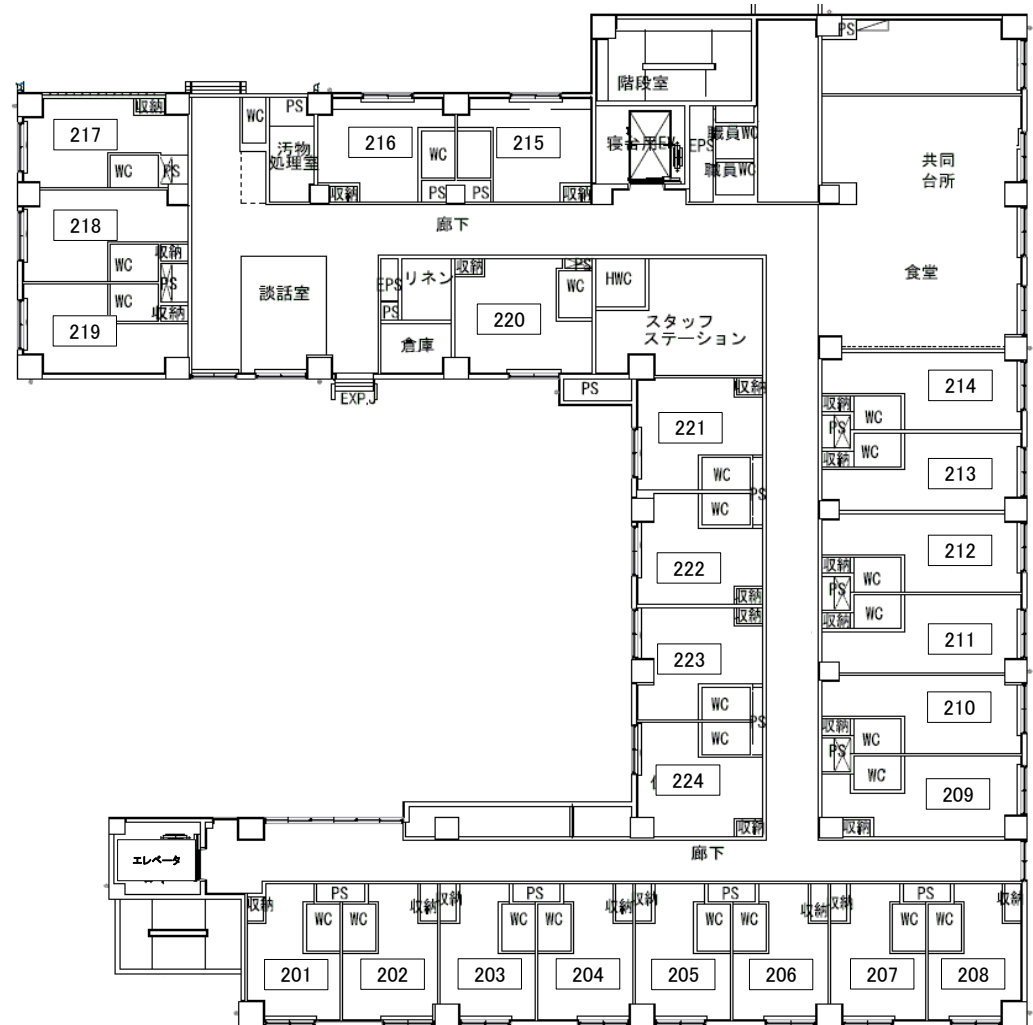 PS
階段室
収納
217
WC
PS
WC
PS
汚物
処理室
216
WC
215
収納
PS
PS
収納
EPS
職員WC
職員WC
共同
台所
218
収納
WC
PS
WC
収納
219
廊下
談話室
EPS
リネン
PS
倉庫
収納
PS
WC
220
HWC
スタッフ
ステーション
食堂
EXP.J
PS
収納
221
WC
PS
WC
222
収納
収納
223
WC
PS
WC
224
収納
214
収納
WC
PS
WC
収納
213
212
収納
WC
PS
WC
収納
211
210
収納
WC
PS
WC
209
収納
エレベータ
廊下
収納
PS
収納
収納
PS
収納
収納
PS
収納
収納
PS
収納
WC
WC
WC
WC
WC
WC
WC
WC
201
202
203
204
205
206
207
208